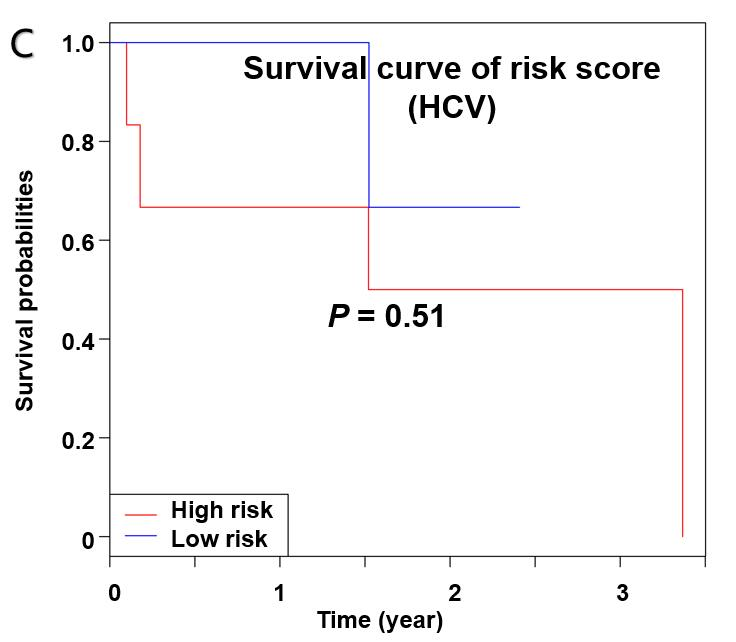 C
Survival curve of risk score
(HCV)
Survival probabilities
1.0
0.8
0.6
0.4
0.2
0
P = 0.51
High risk
Low risk
0 1 2 3
Time (year)